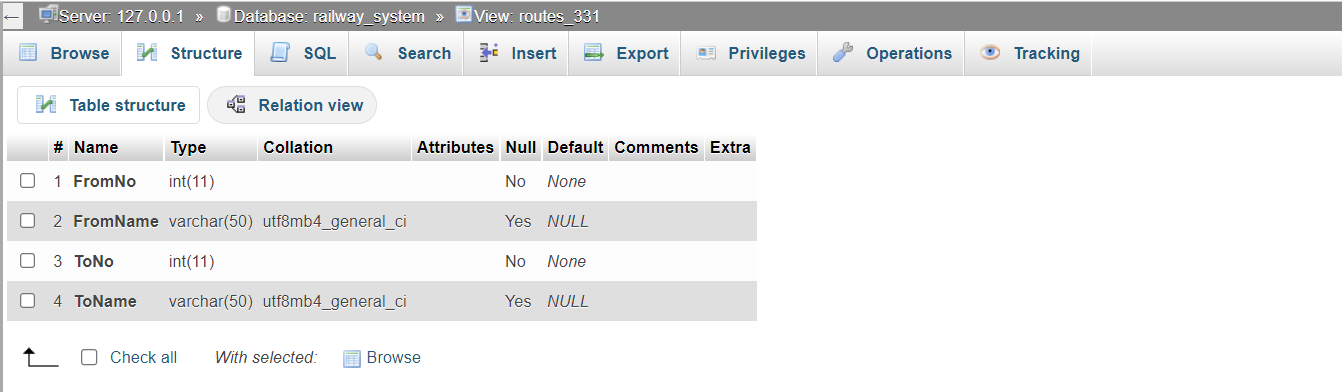 ← Server: 127.0.0.1 » Database: railway_system » View: routes_331
Browse Structure SQL Search Insert Export Privileges Operations Tracking
Table structure Relation view
# Name Type Collation Attributes Null Default Comments Extra
1 FromNo int(11) No None
2 FromName varchar(50) utf8mb4_general_ci Yes NULL
3 ToNo int(11) No None
4 ToName varchar(50) utf8mb4_general_ci Yes NULL
Check all With selected: Browse